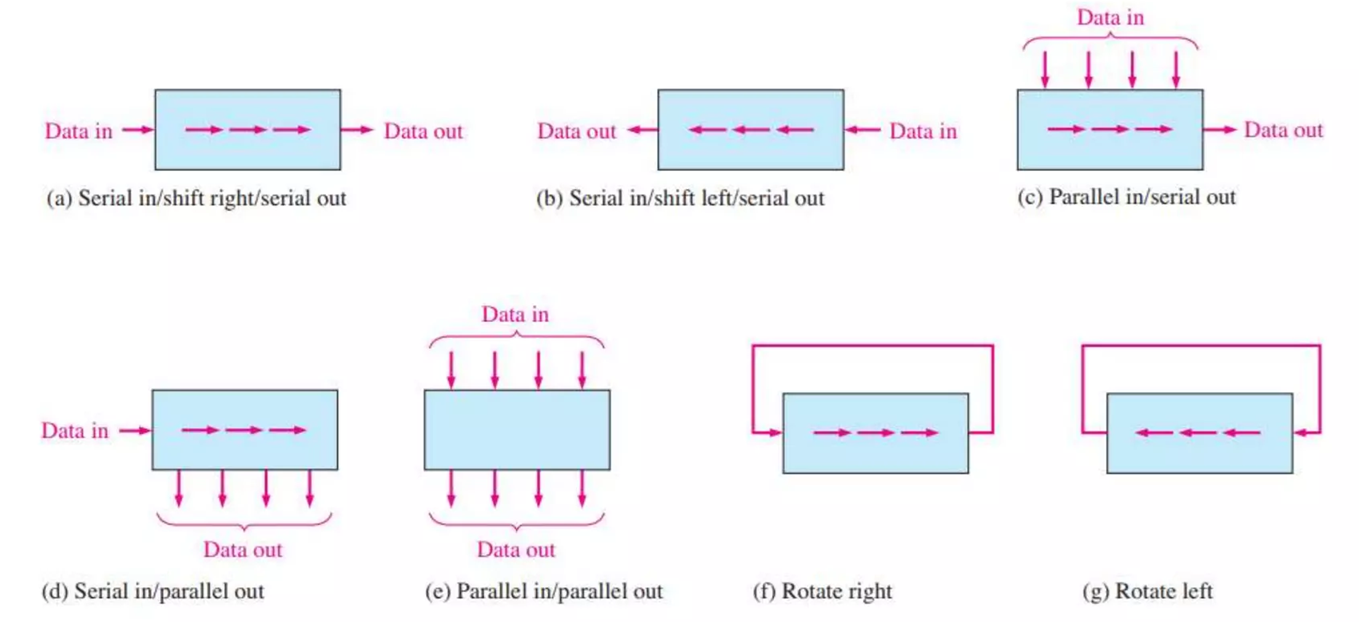 Data in
Data in
Data out
Data out
Data in
Data out
(a) Serial in/shift right/serial out
(b) Serial in/shift left/serial out
(c) Parallel in/serial out
Data in
Data in
Data out
Data out
(d) Serial in/parallel out
(e) Parallel in/parallel out
(f) Rotate right
(g) Rotate left